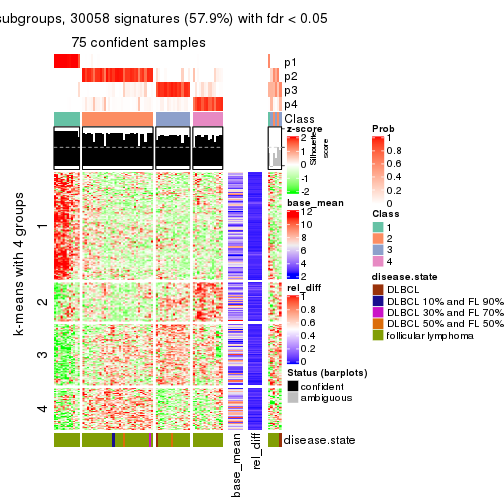 subgroups, 30058 signatures (57.9%) with fdr < 0.05
75 confident samples
p1
p2
p3
p4
Class
Silhouette
score
k-means with 4 groups
1
2
3
4
disease.state
base_mean
rel_diff
z-score
2
1
0
-1
-2
base_mean
12
10
8
6
4
2
rel_diff
1
0.8
0.6
0.4
0.2
0
Status (barplots)
confident
ambiguous
Prob
1
0.8
0.6
0.4
0.2
0
Class
1
2
3
4
disease.state
DLBCL
DLBCL 10% and FL 90%
DLBCL 30% and FL 70%
DLBCL 50% and FL 50%
follicular lymphoma